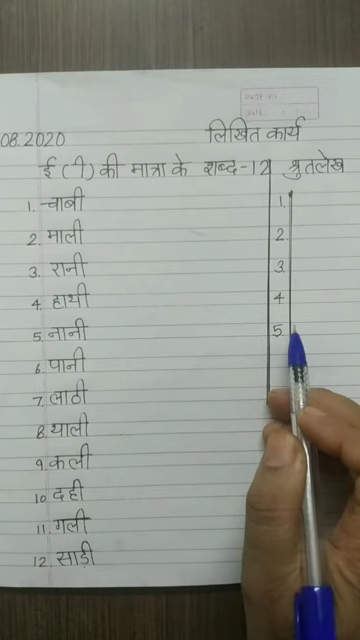 08.2020
लिखित कार्य
ई (ी) की मात्रा के शब्द-12 श्रुतलेख
1. चाबी
2. माली
3. रानी
4. हाथी
5. नानी
6. पानी
7. लाठी
8. थाली
9. कली
10. दही
11. गली
12. साड़ी
1.
2.
3.
4
5.